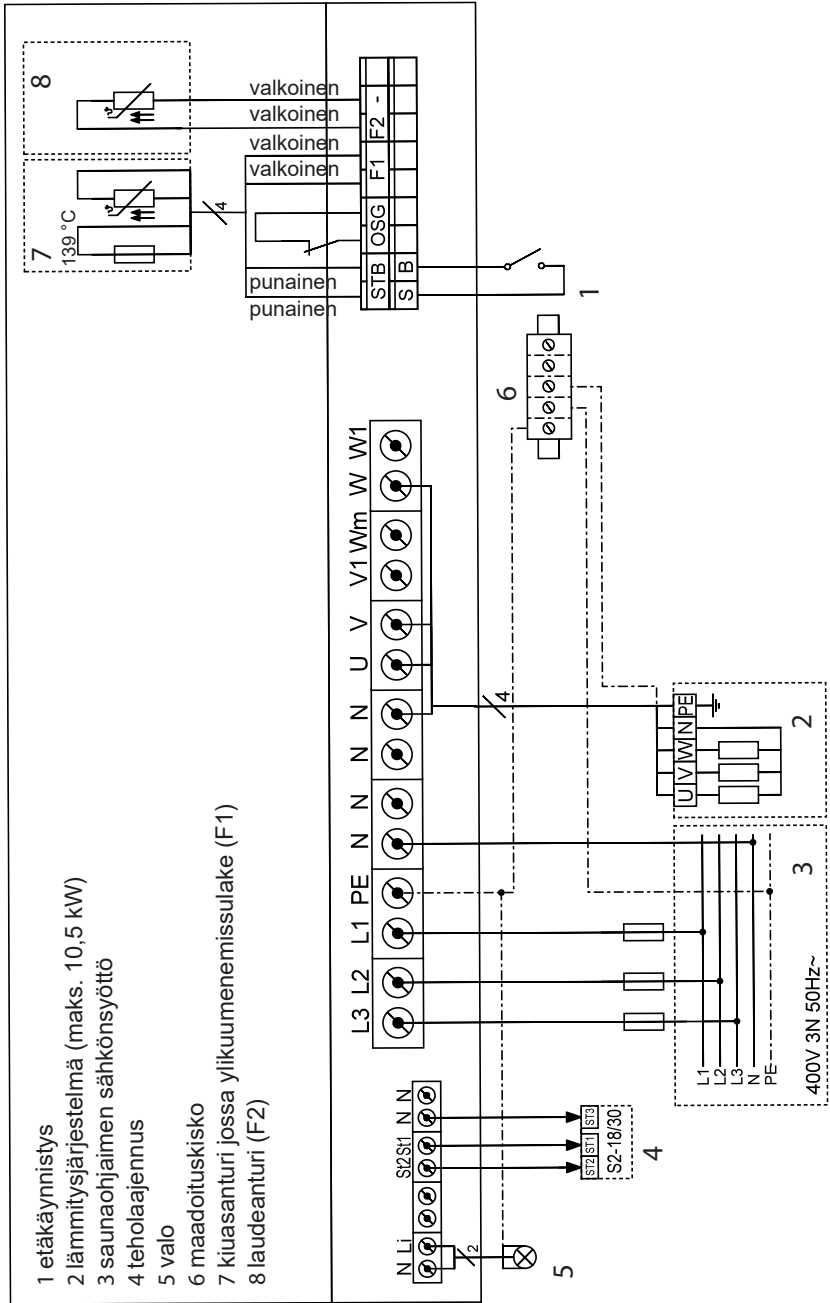 1 etäkäynnistys
2 lämmitysjärjestelmä (maks. 10,5 kW)
3 saunaohjaimen sähkönsyöttö
4 teholaajennus
5 valo
6 maadoituskisko
7 kiuasanturi jossa ylikuumenemissulake (F1)
8 laudeanturi (F2)
N Li St2 St1 N N
L3 L2 L1 PE N N N N U V V1 Wm W W1
punainen
punainen
valkoinen
valkoinen
valkoinen
valkoinen
STB OSG F1 F2 -
S B
7
139 °C
4
8
1
6
4
2
5
ST2 ST1 ST3
S2-18/30
4
L1
L2
L3
N
PE
400V 3N 50Hz~
3
U V W N PE
2